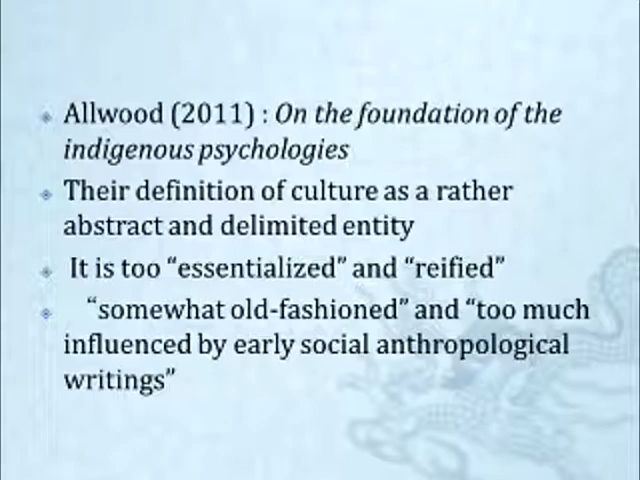 Allwood (2011) : On the foundation of the
indigenous psychologies
Their definition of culture as a rather
abstract and delimited entity
It is too “essentialized” and “reified”
“somewhat old-fashioned” and “too much
influenced by early social anthropological
writings”